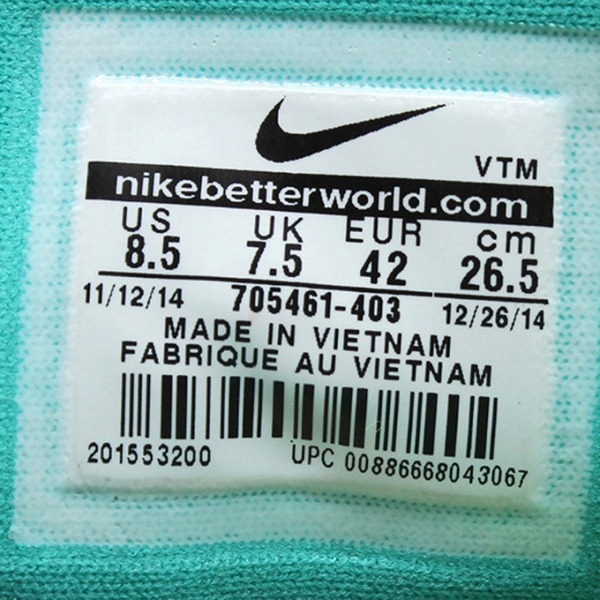 VTM
nikebetterworld.com
US UK EUR cm
8.5 7.5 42 26.5
11/12/14 705461-403 12/26/14
MADE IN VIETNAM
FABRIQUE AU VIETNAM
201553200 UPC 00886668043067